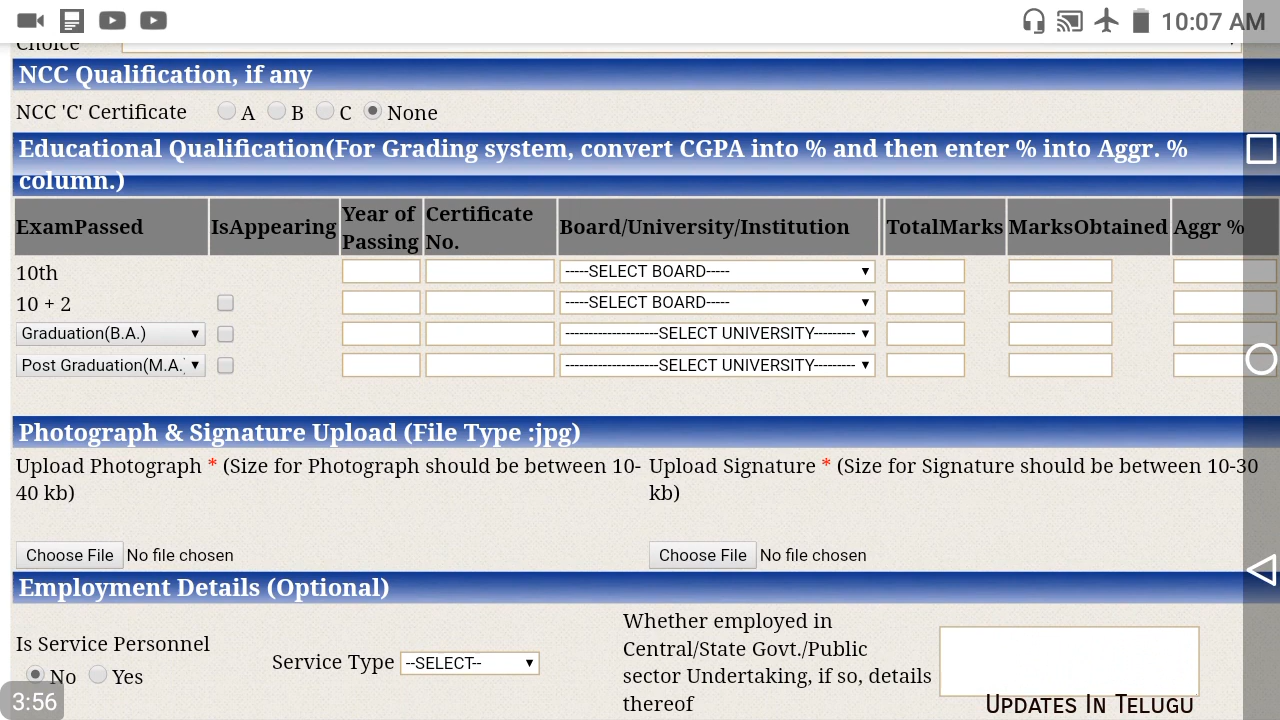 10:07 AM
Choice
NCC Qualification, if any
NCC 'C' Certificate A B C None
Educational Qualification(For Grading system, convert CGPA into % and then enter % into Aggr. %
column.)
ExamPassed IsAppearing Year of Passing Certificate No. Board/University/Institution TotalMarks MarksObtained Aggr %
10th -----SELECT BOARD-----
10 + 2 -----SELECT BOARD-----
Graduation(B.A.) --------------------SELECT UNIVERSITY---------
Post Graduation(M.A.) --------------------SELECT UNIVERSITY---------
Photograph & Signature Upload (File Type :jpg)
Upload Photograph * (Size for Photograph should be between 10-
40 kb)
Upload Signature * (Size for Signature should be between 10-30
kb)
Choose File No file chosen
Choose File No file chosen
Employment Details (Optional)
Is Service Personnel
No Yes
Service Type --SELECT--
Whether employed in
Central/State Govt./Public
sector Undertaking, if so, details
thereof
3:56
UPDATES IN TELUGU